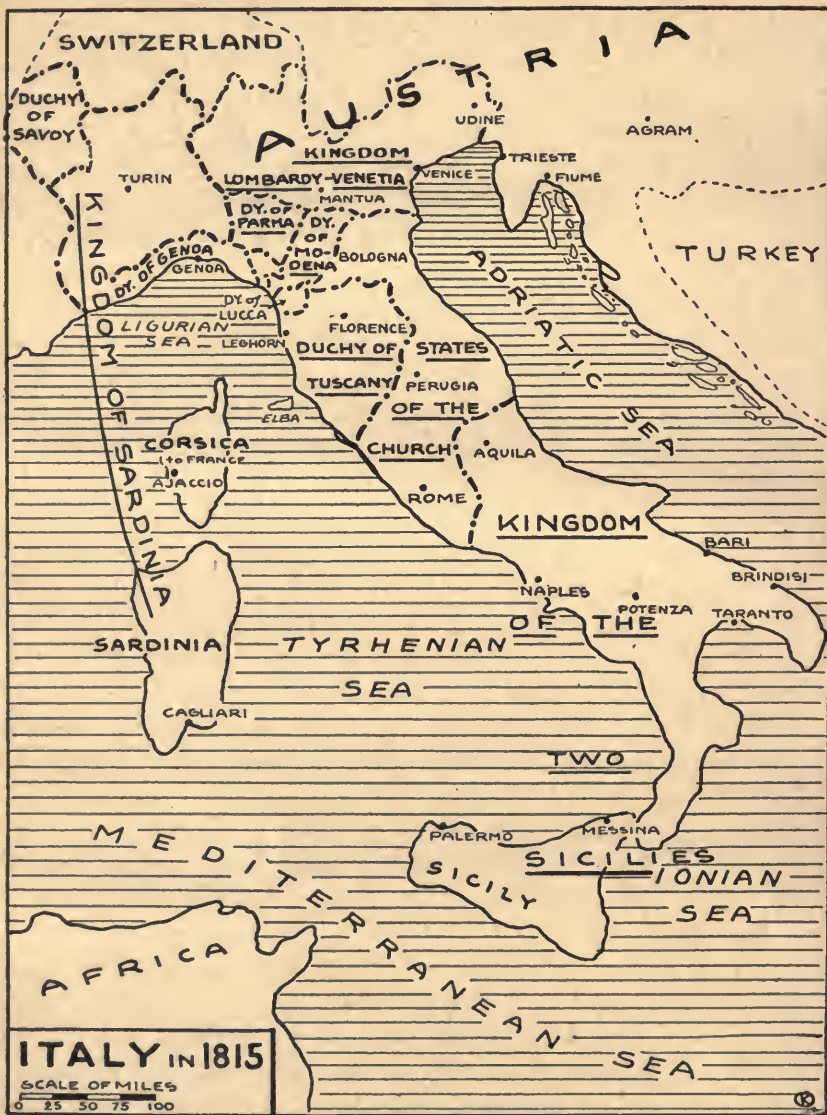 SWITZERLAND
AUSTRIA
DUCHY
OF
SAVOY
UDINE
AGRAM
KINGDOM
LOMBARDY-VENETIA
VENICE
TRIESTE
FIUME
TURIN
MANTUA
KINGDOM OF SARDINIA
DY. OF
PARMA
DY.
OF
MO-
DENA
BOLOGNA
TURKEY
DY. OF GENOA
GENOA
ADRIATIC SEA
DY. of
LUCCA
LIGURIAN
SEA
LEGHORN
FLORENCE
DUCHY OF
TUSCANY
STATES
OF THE
CHURCH
PERUGIA
ELBA
CORSICA
(to FRANCE
AJACCIO
AQUILA
ROME
KINGDOM
OF THE
TWO
SICILIES
BARI
BRINDISI
NAPLES
POTENZA
TARANTO
SARDINIA
TYRHENIAN
SEA
CAGLIARI
PALERMO
MESSINA
SICILY
IONIAN
SEA
MEDITERRANEAN SEA
AFRICA
ITALY IN 1815
SCALE OF MILES
0 25 50 75 100
K